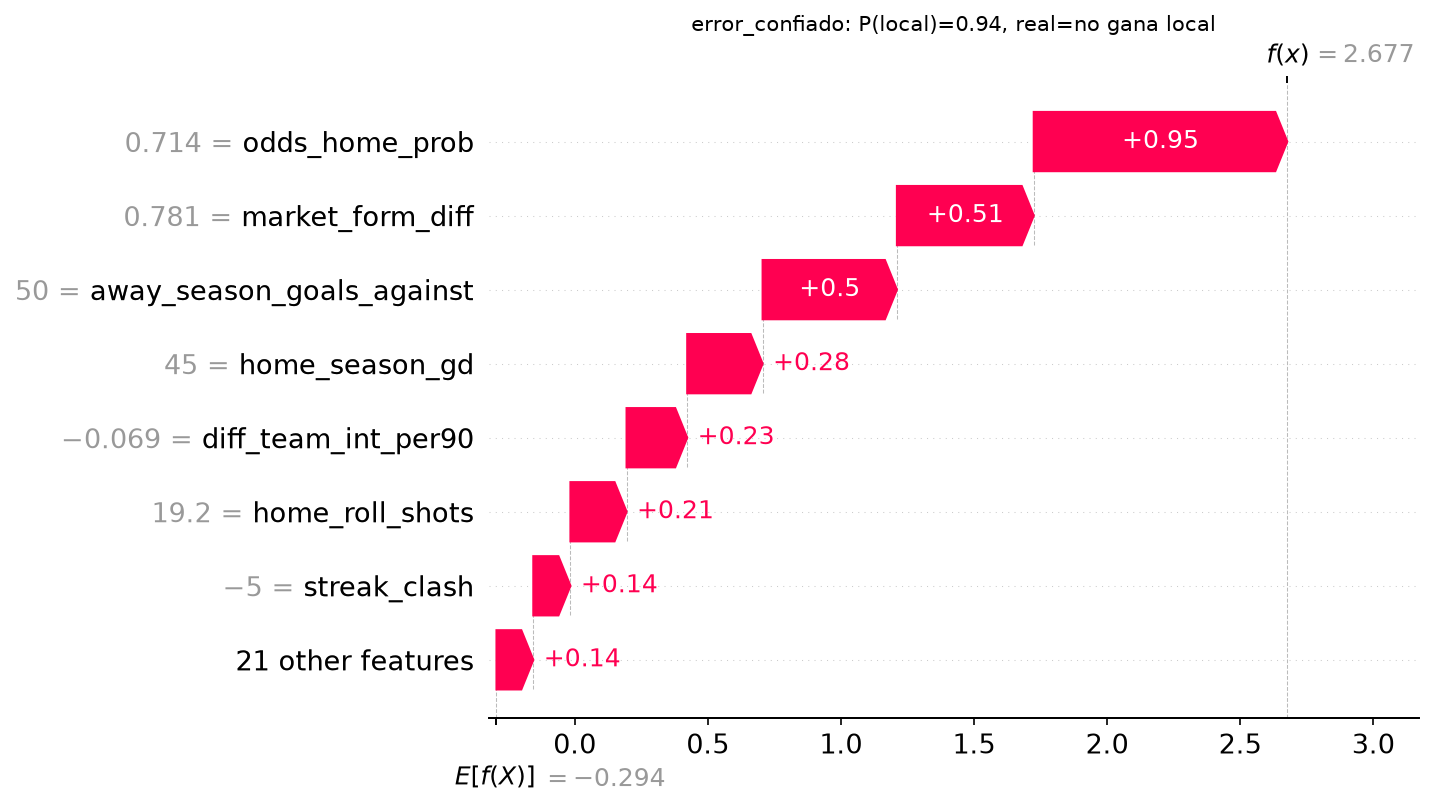 error_confiado: P(local)=0.94, real=no gana local
f(x) = 2.677
0.714 = odds_home_prob
+0.95
0.781 = market_form_diff
+0.51
50 = away_season_goals_against
+0.5
45 = home_season_gd
+0.28
−0.069 = diff_team_int_per90
+0.23
19.2 = home_roll_shots
+0.21
−5 = streak_clash
+0.14
21 other features
+0.14
0.0 0.5 1.0 1.5 2.0 2.5 3.0
E[f(X)] = −0.294